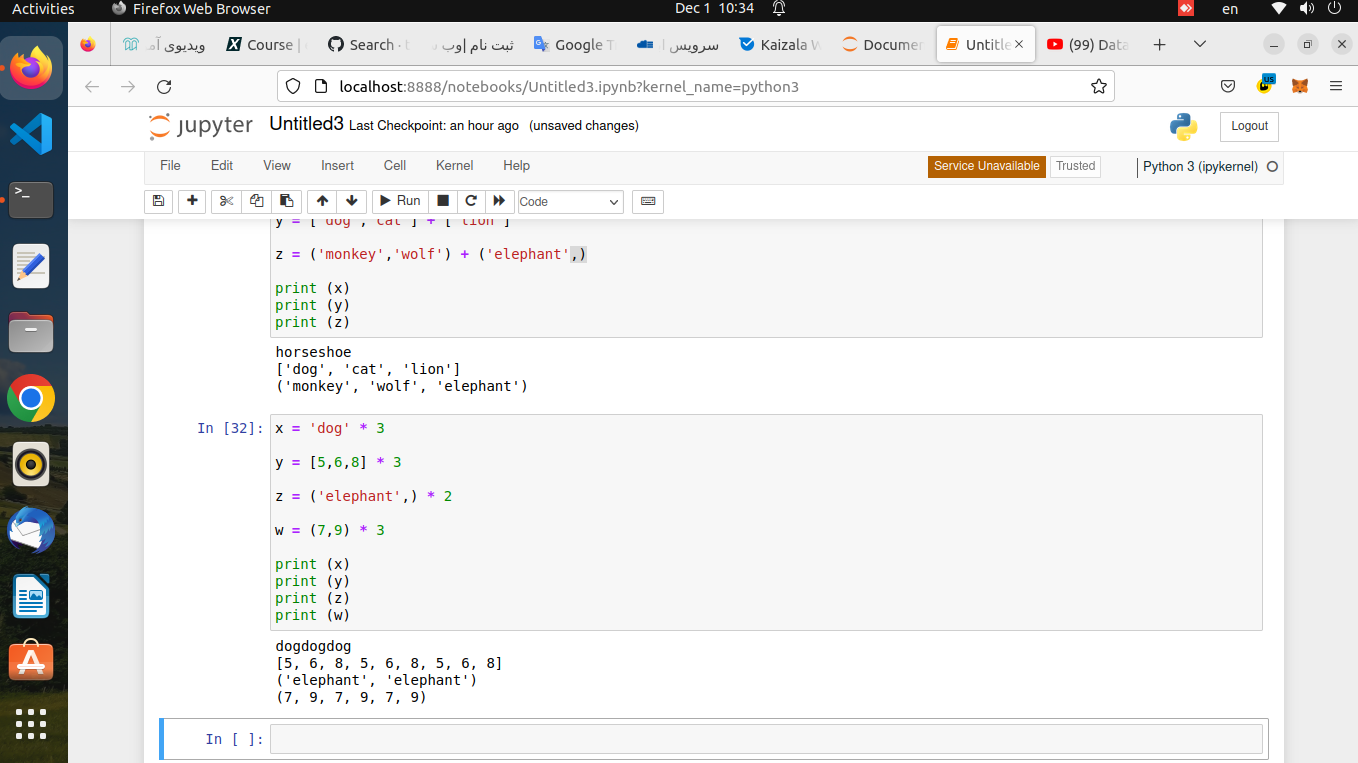 Activities Firefox Web Browser Dec 1 10:34 en
ویدیوی آم Course | Search · ثبت نام |وب Google T سرویس Kaizala W Docume Untitle (99) Data
localhost:8888/notebooks/Untitled3.ipynb?kernel_name=python3 us
jupyter Untitled3 Last Checkpoint: an hour ago (unsaved changes) Logout
File Edit View Insert Cell Kernel Help Service Unavailable Trusted Python 3 (ipykernel)
Run Code
y = ['dog','cat'] + ['lion']
z = ('monkey','wolf') + ('elephant',)
print (x)
print (y)
print (z)
horseshoe
['dog', 'cat', 'lion']
('monkey', 'wolf', 'elephant')
In [32]: x = 'dog' * 3
y = [5,6,8] * 3
z = ('elephant',) * 2
w = (7,9) * 3
print (x)
print (y)
print (z)
print (w)
dogdogdog
[5, 6, 8, 5, 6, 8, 5, 6, 8]
('elephant', 'elephant')
(7, 9, 7, 9, 7, 9)
In [ ]: